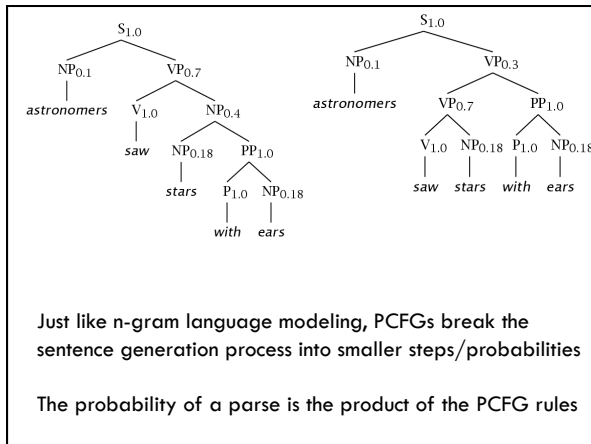 S1.0
NP0.1 VP0.7
astronomers V1.0 NP0.4
saw NP0.18 PP1.0
stars P1.0 NP0.18
with ears
S1.0
NP0.1 VP0.3
astronomers VP0.7 PP1.0
V1.0 NP0.18 P1.0 NP0.18
saw stars with ears
Just like n-gram language modeling, PCFGs break the
sentence generation process into smaller steps/probabilities
The probability of a parse is the product of the PCFG rules